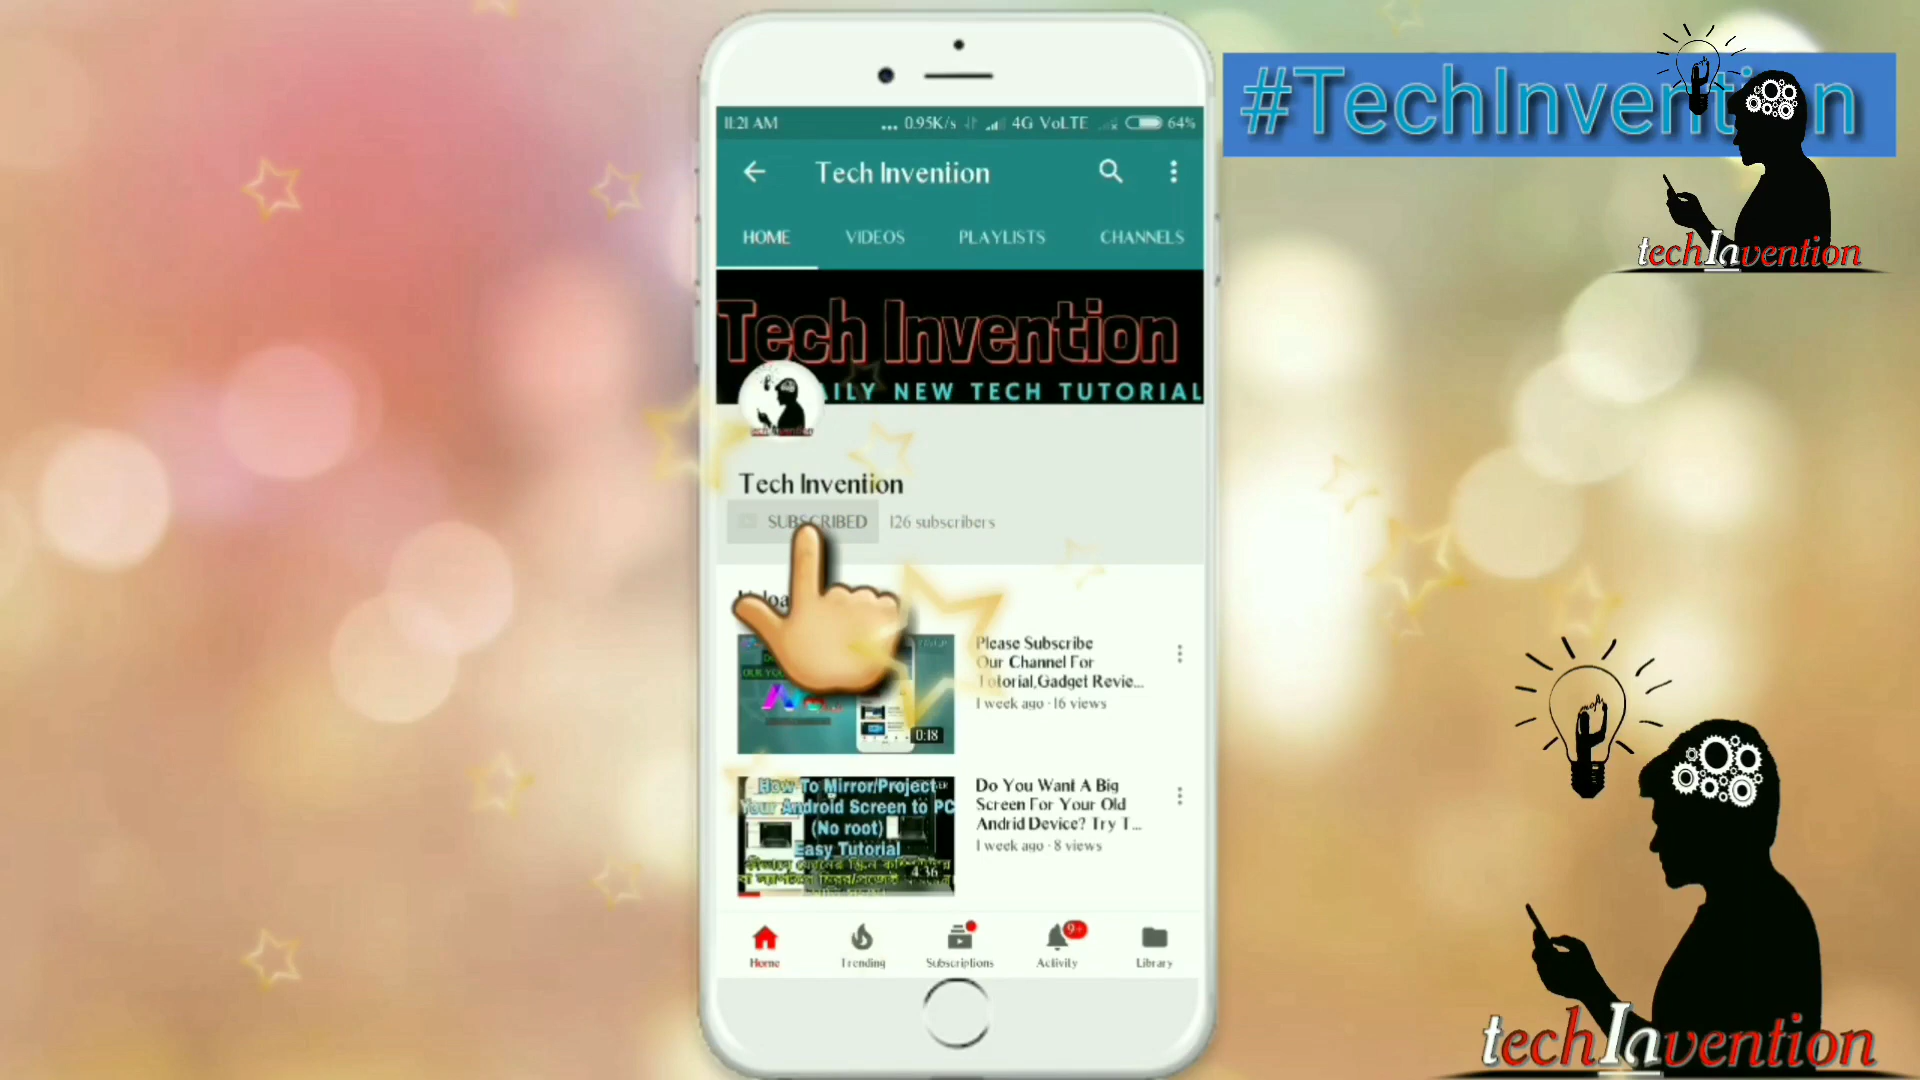 #TechInvention
techInvention
11:21 AM
... 0.95K/s 4G VoLTE 64%
Tech Invention
HOME VIDEOS PLAYLISTS CHANNELS
Tech Invention
AILY NEW TECH TUTORIAL
Tech Invention
SUBSCRIBED 126 subscribers
Please Subscribe
Our Channel For
Totorial,Gadget Revie...
1 week ago · 16 views
0:18
How To Mirror/Project
Your Android Screen to PC
(No root)
Easy Tutorial
4:36
Do You Want A Big
Screen For Your Old
Andrid Device? Try T...
1 week ago · 8 views
9+
Home Trending Subscriptions Activity Library
techInvention